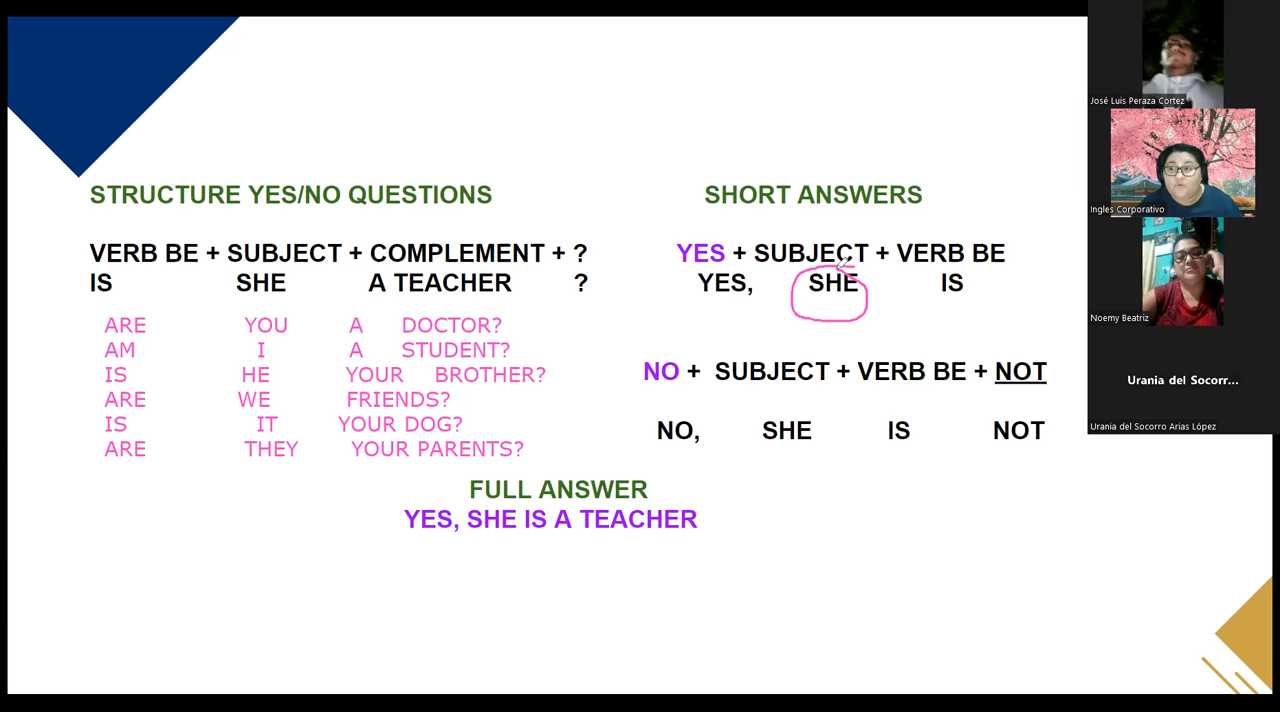 STRUCTURE YES/NO QUESTIONS
VERB BE + SUBJECT + COMPLEMENT + ?
IS SHE A TEACHER ?
ARE YOU A DOCTOR?
AM I A STUDENT?
IS HE YOUR BROTHER?
ARE WE FRIENDS?
IS IT YOUR DOG?
ARE THEY YOUR PARENTS?
SHORT ANSWERS
YES + SUBJECT + VERB BE
YES, SHE IS
NO + SUBJECT + VERB BE + NOT
NO, SHE IS NOT
FULL ANSWER
YES, SHE IS A TEACHER
José Luis Peraza Cortez
Ingles Corporativo
Noemy Beatriz
Urania del Socorr...
Urania del Socorro Arias López